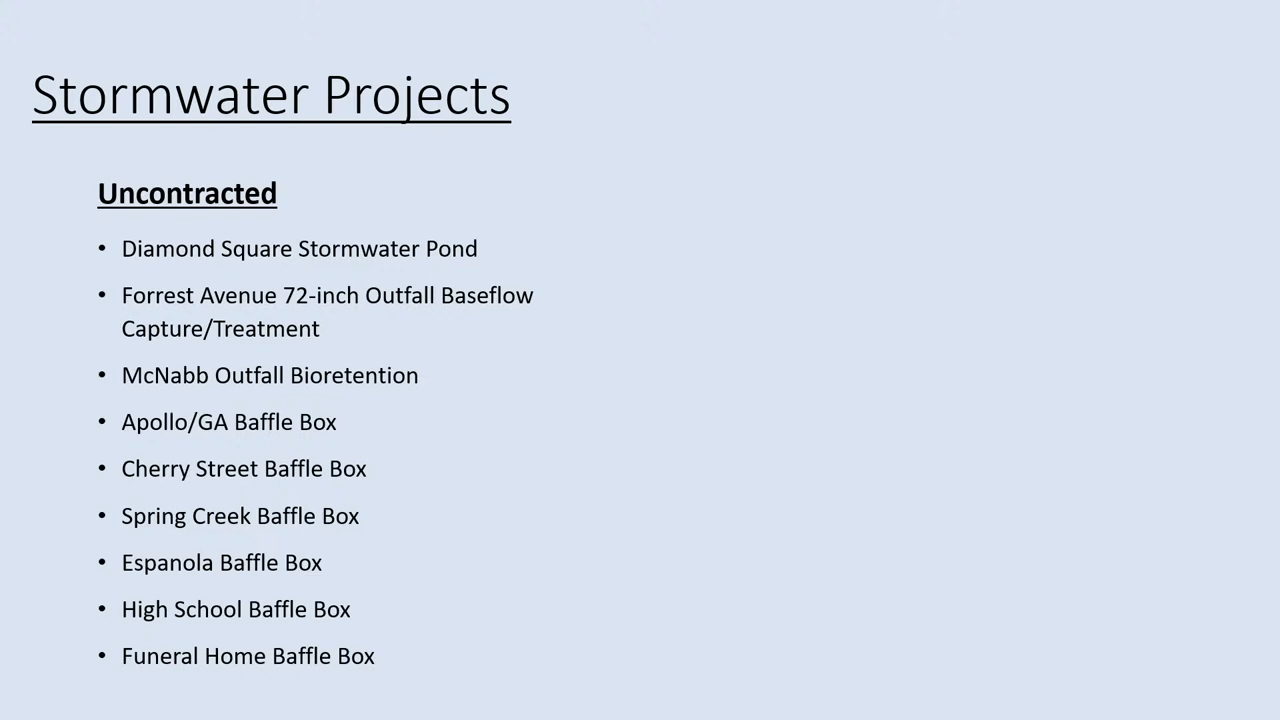 Stormwater Projects
Uncontracted
• Diamond Square Stormwater Pond
• Forrest Avenue 72-inch Outfall Baseflow
Capture/Treatment
• McNabb Outfall Bioretention
• Apollo/GA Baffle Box
• Cherry Street Baffle Box
• Spring Creek Baffle Box
• Espanola Baffle Box
• High School Baffle Box
• Funeral Home Baffle Box